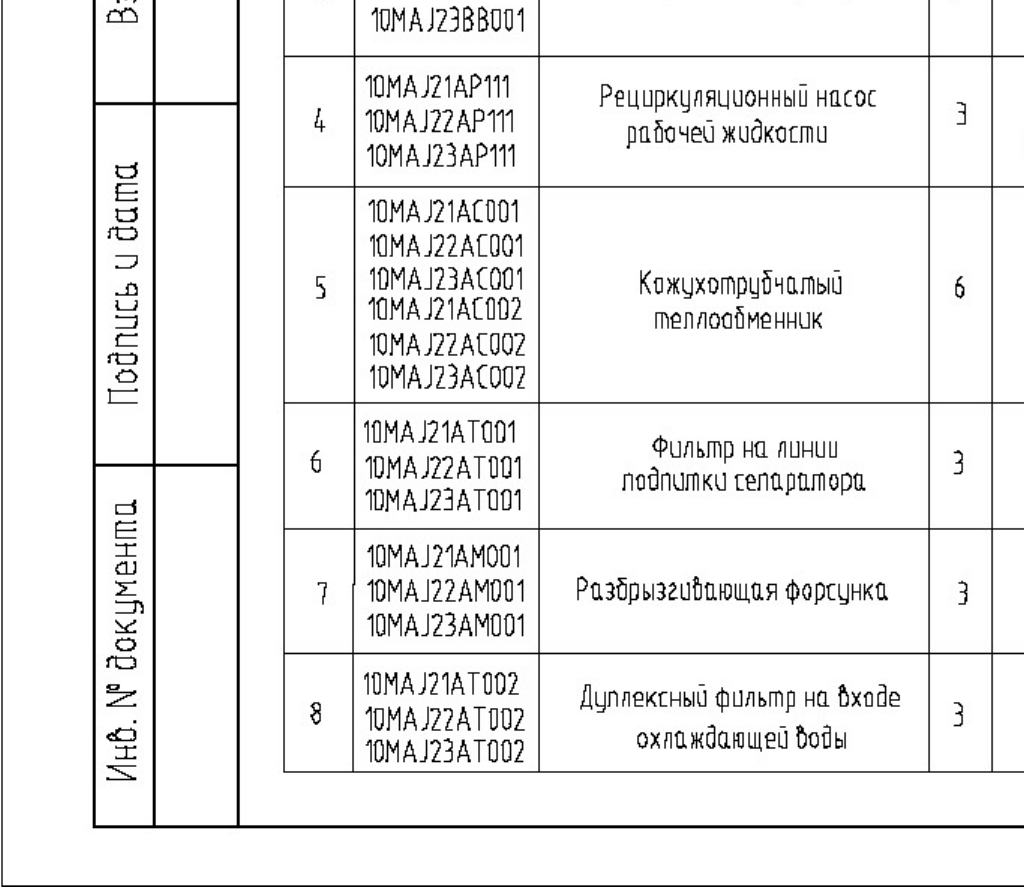 10MAJ23BB001
4
10MAJ21AP111
10MAJ22AP111
10MAJ23AP111
Рециркуляционный насос
рабочей жидкости
3
5
10MAJ21AC001
10MAJ22AC001
10MAJ23AC001
10MAJ21AC002
10MAJ22AC002
10MAJ23AC002
Кожухотрубчатый
теплообменник
6
6
10MAJ21AT001
10MAJ22AT001
10MAJ23AT001
Фильтр на линии
подпитки сепаратора
3
7
10MAJ21AM001
10MAJ22AM001
10MAJ23AM001
Разбрызгивающая форсунка
3
8
10MAJ21AT002
10MAJ22AT002
10MAJ23AT002
Дуплексный фильтр на входе
охлаждающей воды
3
Подпись и дата
Инв. № документа